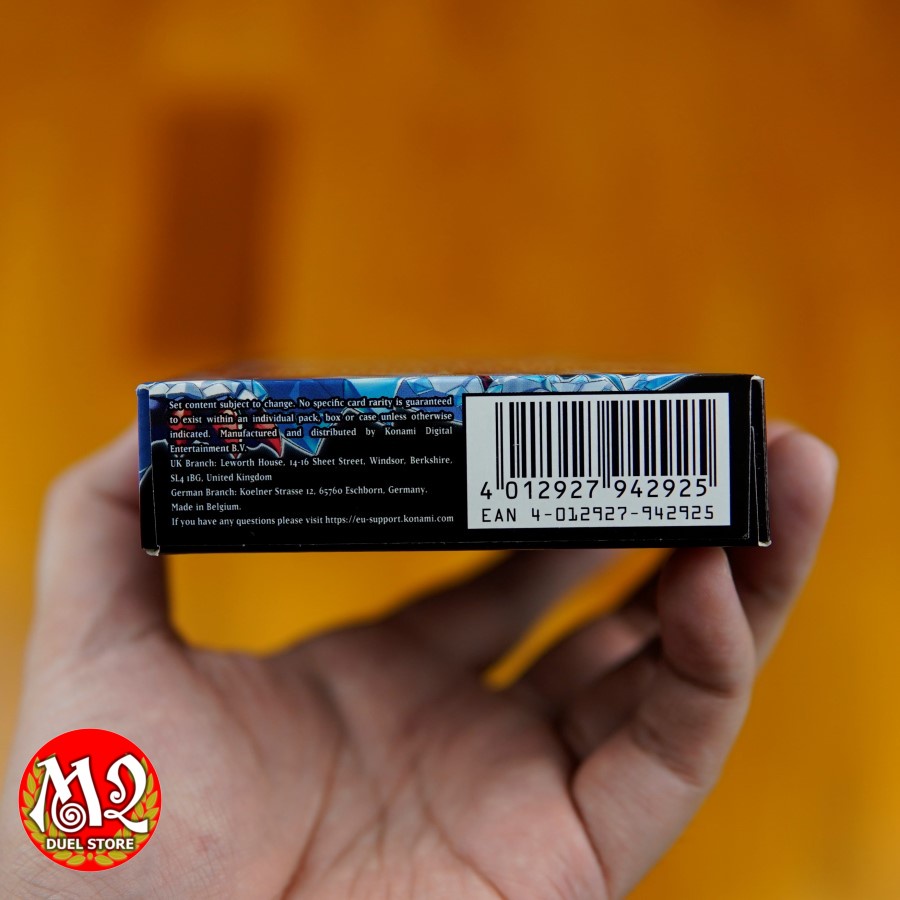 Set content subject to change. No specific card rarity is guaranteed
to exist within an individual pack, box or case unless otherwise
indicated. Manufactured and distributed by Konami Digital
Entertainment B.V.
UK Branch: Leworth House, 14-16 Sheet Street, Windsor, Berkshire,
SL4 1BG, United Kingdom
German Branch: Koelner Strasse 12, 65760 Eschborn, Germany.
Made in Belgium.
If you have any questions please visit https://eu-support.konami.com
4 012927 942925
EAN 4-012927-942925
M2
DUEL STORE